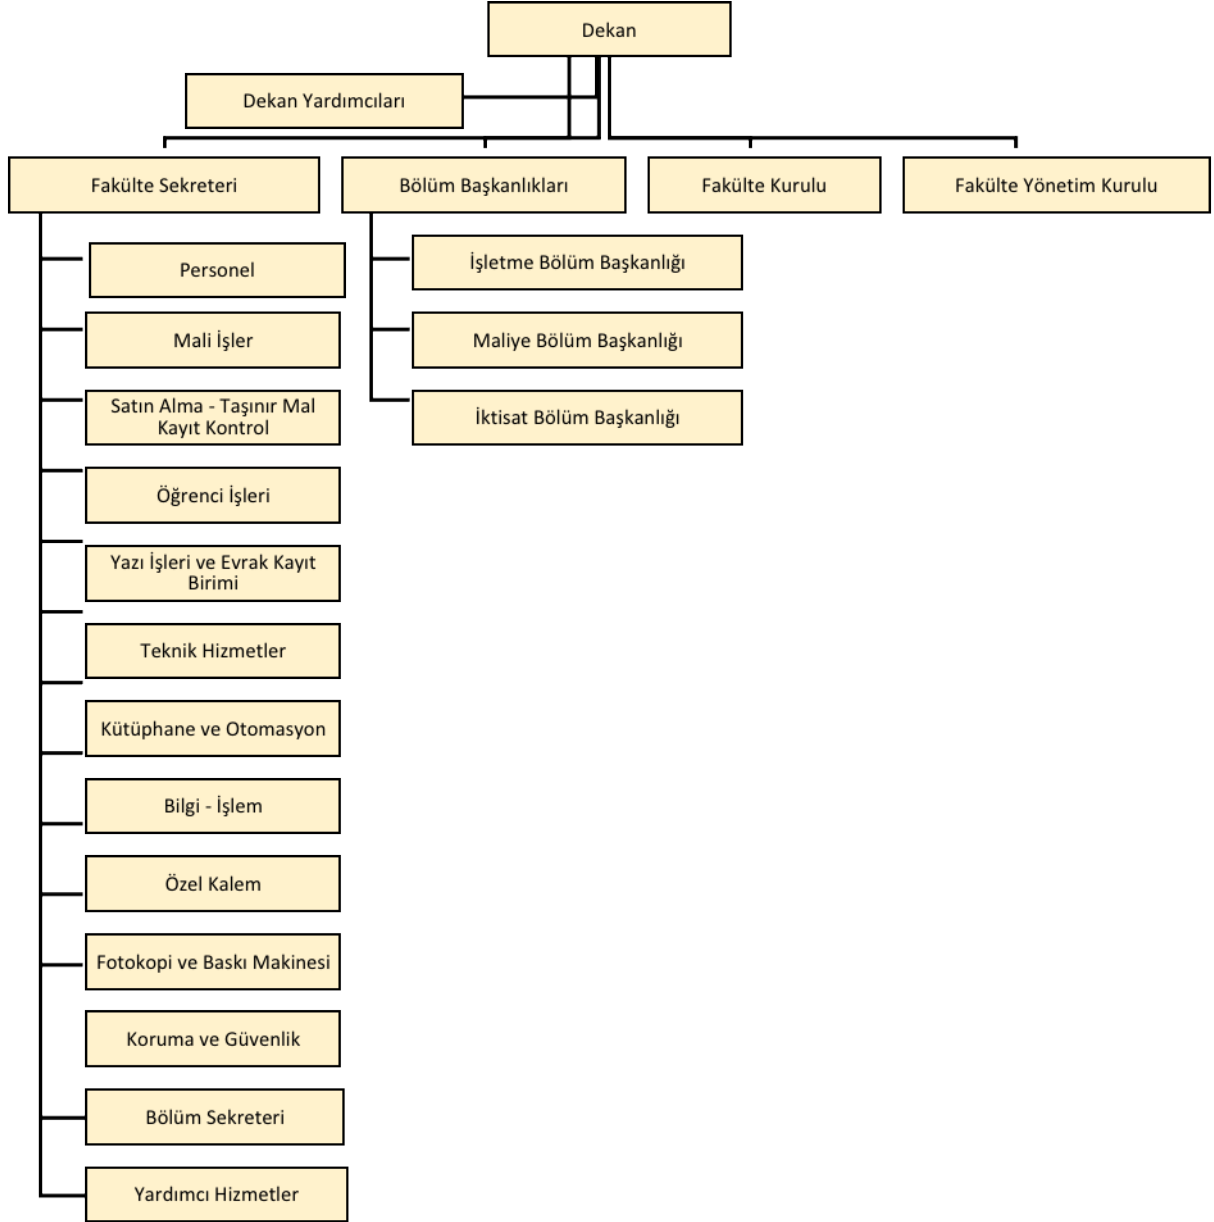 Dekan
Dekan Yardımcıları
Fakülte Sekreteri
Bölüm Başkanlıkları
Fakülte Kurulu
Fakülte Yönetim Kurulu
Personel
Mali İşler
Satın Alma - Taşınır Mal
Kayıt Kontrol
Öğrenci İşleri
Yazı İşleri ve Evrak Kayıt
Birimi
Teknik Hizmetler
Kütüphane ve Otomasyon
Bilgi - İşlem
Özel Kalem
Fotokopi ve Baskı Makinesi
Koruma ve Güvenlik
Bölüm Sekreteri
Yardımcı Hizmetler
İşletme Bölüm Başkanlığı
Maliye Bölüm Başkanlığı
İktisat Bölüm Başkanlığı